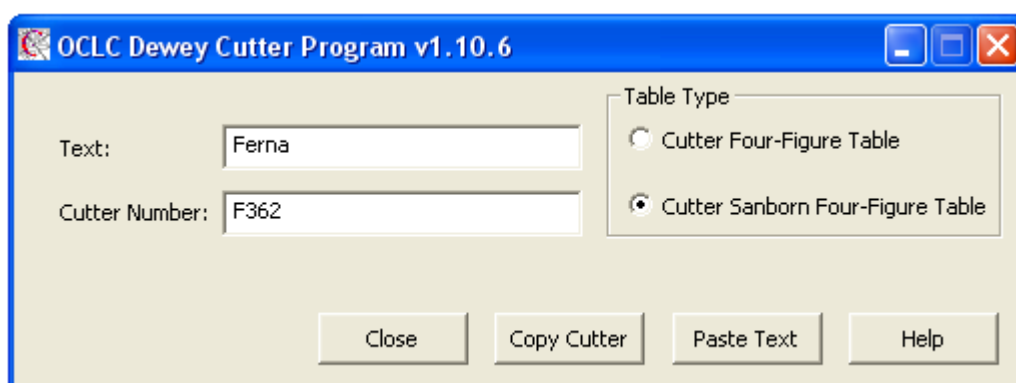 OCLC Dewey Cutter Program v1.10.6
Table Type
Text: Ferna
Cutter Four-Figure Table
Cutter Number: F362
Cutter Sanborn Four-Figure Table
Close Copy Cutter Paste Text Help